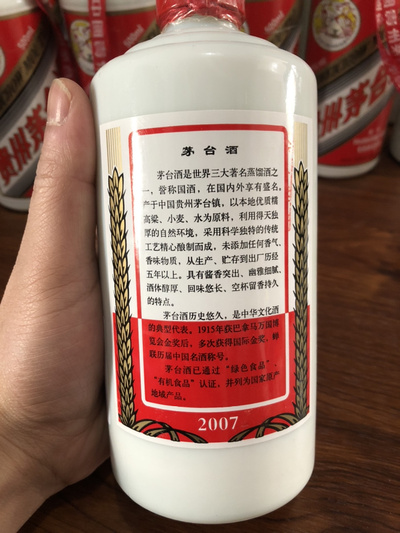 茅台酒
茅台酒是世界三大著名蒸馏酒之
一，誉称国酒，在国内外享有盛名。
产于中国贵州茅台镇，以本地优质糯
高粱、小麦、水为原料，利用得天独
厚的自然环境，采用科学独特的传统
工艺精心酿制而成，未添加任何香气、
香味物质，从生产、贮存到出厂历经
五年以上。具有酱香突出、幽雅细腻、
酒体醇厚、回味悠长、空杯留香持久
的特点。
茅台酒历史悠久，是中华文化酒
的典型代表。1915年获巴拿马万国博
览会金奖后，多次获得国际金奖，蝉
联历届中国名酒称号。
茅台酒已通过“绿色食品”、
“有机食品”认证，并列为国家原产
地域产品。
2007
贵州茅
贵州茅台